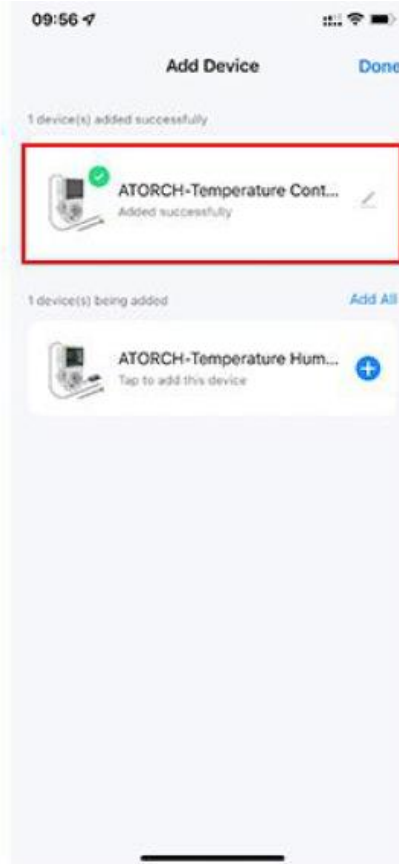 09:56
Add Device
Done
1 device(s) added successfully
ATORCH-Temperature Cont...
Added successfully
1 device(s) being added
Add All
ATORCH-Temperature Hum...
Tap to add this device